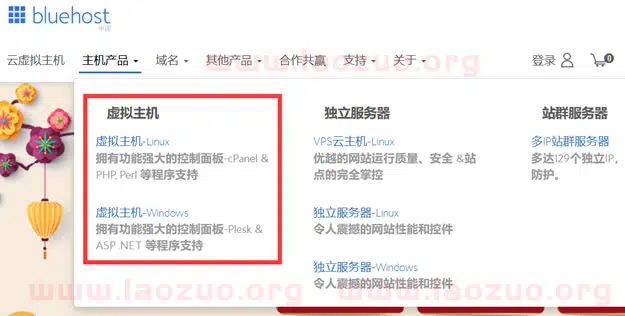 bluehost
中国
云虚拟主机 主机产品 域名 其他产品 合作共赢 支持 关于 登录 0
www.laozuo.org
虚拟主机
虚拟主机-Linux
拥有功能强大的控制面板-cPanel &
PHP, Perl 等程序支持
虚拟主机-Windows
拥有功能强大的控制面板-Plesk &
ASP .NET 等程序支持
独立服务器
VPS云主机-Linux
优越的网站运行质量、安全 &站
点的完全掌控
独立服务器-Linux
令人震撼的网站性能和控件
独立服务器-Windows
令人震撼的网站性能和控件
站群服务器
多IP站群服务器
多达129个独立IP,
防护。
www.laozuo.org www.laozuo.org